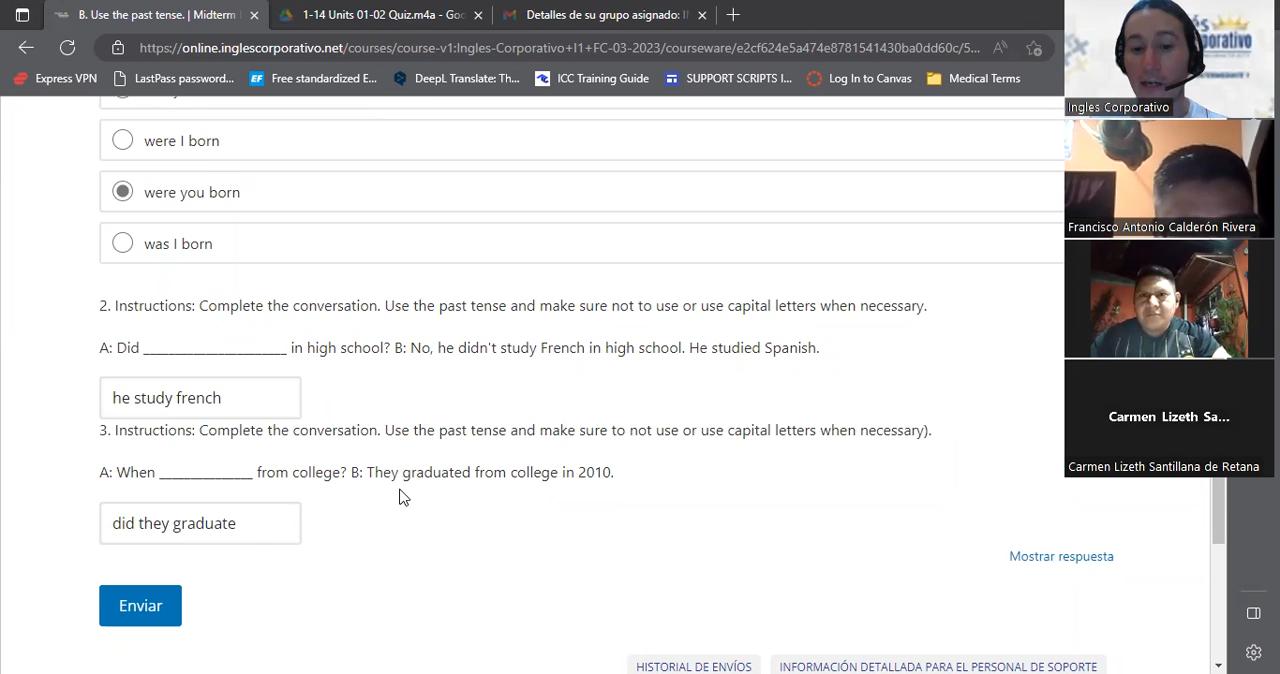 B. Use the past tense. | Midterm
1-14 Units 01-02 Quiz.m4a - Goo
Detalles de su grupo asignado: I
https://online.inglescorporativo.net/courses/course-v1:Ingles-Corporativo+I1+FC-03-2023/courseware/e2cf624e5a474e8781541430ba0dd60c/5...
Express VPN
LastPass password...
Free standardized E...
DeepL Translate: Th...
ICC Training Guide
SUPPORT SCRIPTS I...
Log In to Canvas
Medical Terms
were I born
were you born
was I born
2. Instructions: Complete the conversation. Use the past tense and make sure not to use or use capital letters when necessary.
A: Did ______________________ in high school? B: No, he didn't study French in high school. He studied Spanish.
he study french
3. Instructions: Complete the conversation. Use the past tense and make sure to not use or use capital letters when necessary).
A: When ______________ from college? B: They graduated from college in 2010.
did they graduate
Mostrar respuesta
Enviar
HISTORIAL DE ENVÍOS
INFORMACIÓN DETALLADA PARA EL PERSONAL DE SOPORTE
Ingles Corporativo
Francisco Antonio Calderón Rivera
Carmen Lizeth Sa...
Carmen Lizeth Santillana de Retana